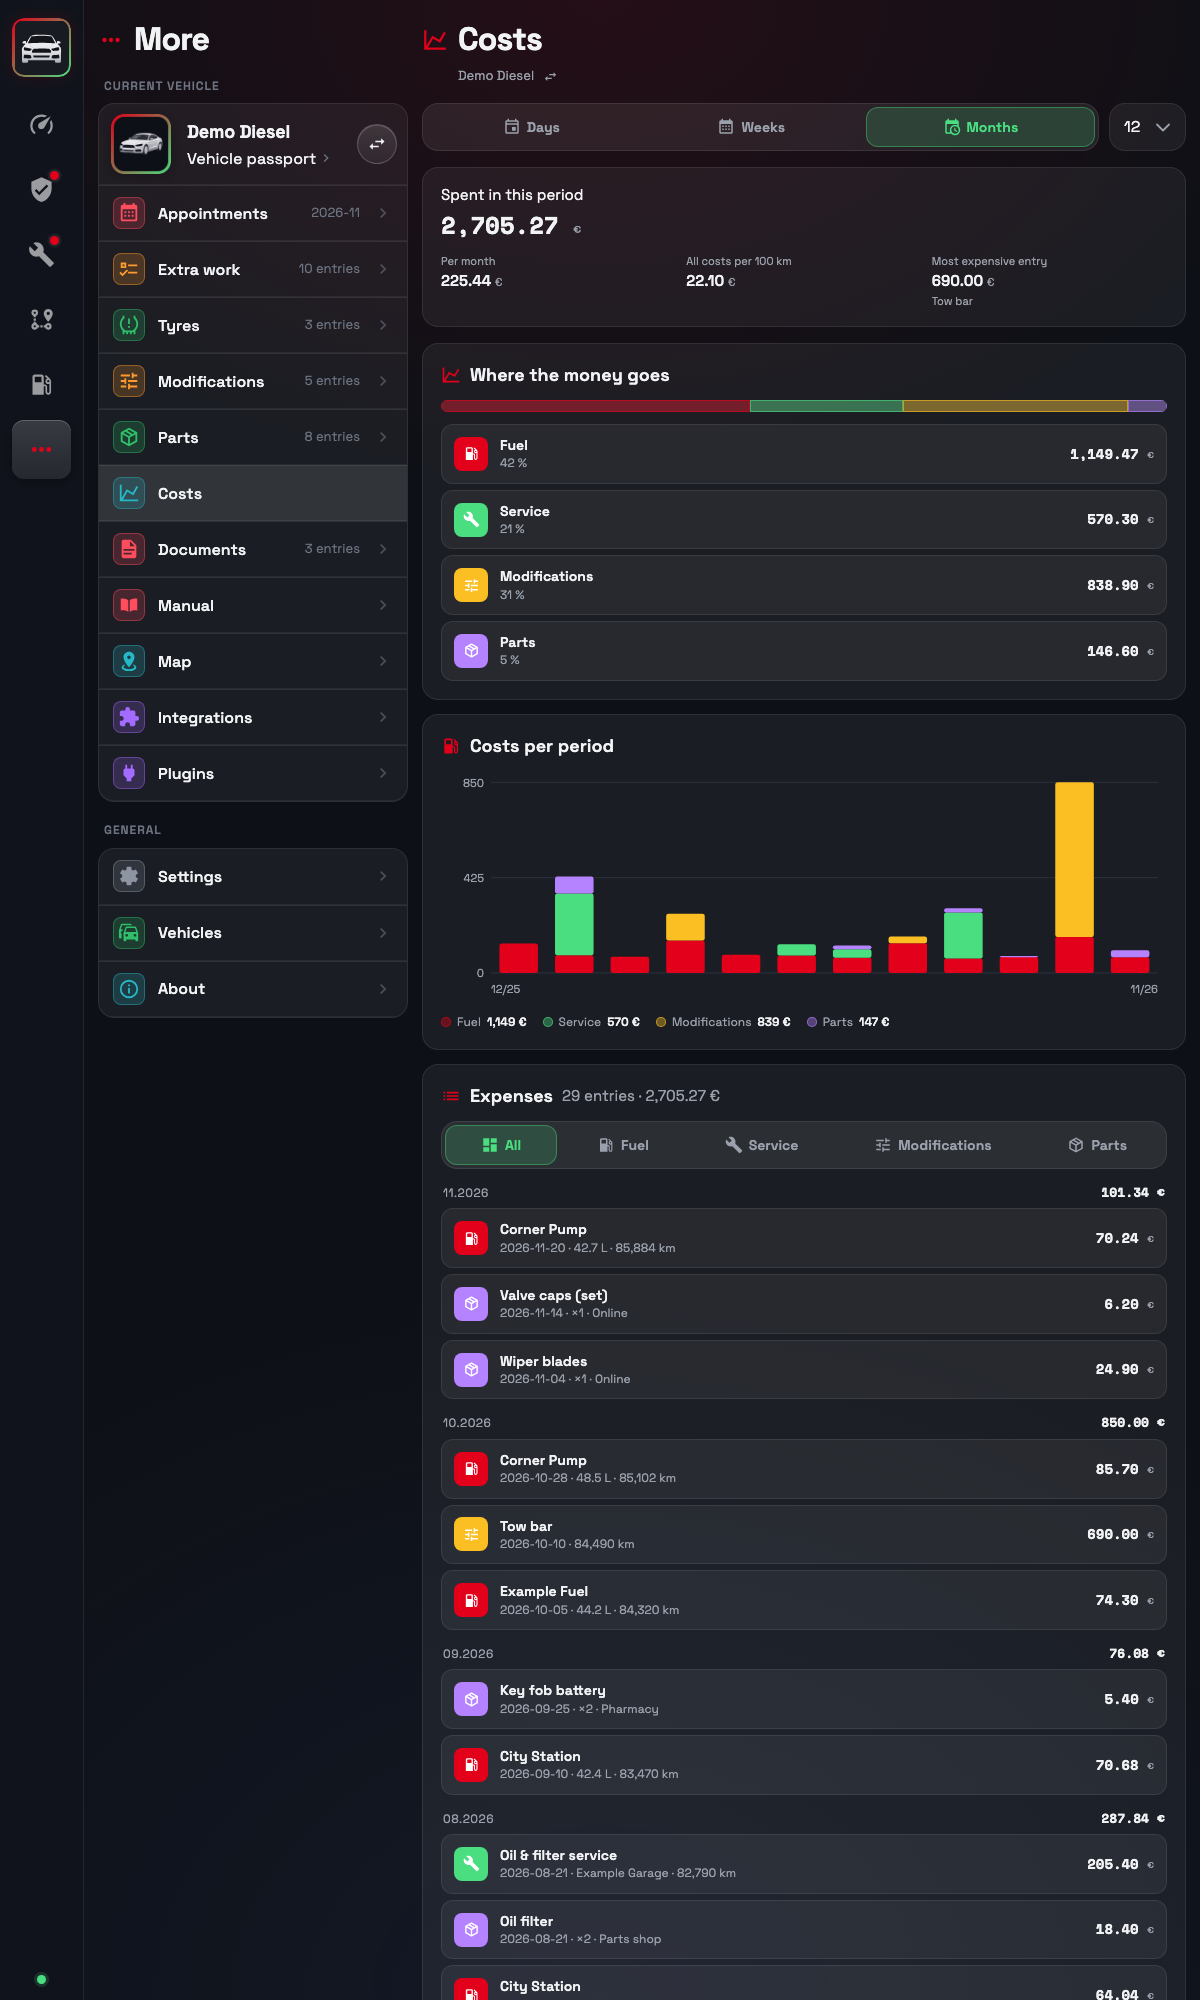 More
CURRENT VEHICLE
Demo Diesel
Vehicle passport
Appointments 2026-11
Extra work 10 entries
Tyres 3 entries
Modifications 5 entries
Parts 8 entries
Costs
Documents 3 entries
Manual
Map
Integrations
Plugins
GENERAL
Settings
Vehicles
About
Costs
Demo Diesel
Days Weeks Months 12
Spent in this period
2,705.27 €
Per month All costs per 100 km Most expensive entry
225.44 € 22.10 € 690.00 €
Tow bar
Where the money goes
Fuel
42 %
1,149.47 €
Service
21 %
570.30 €
Modifications
31 %
838.90 €
Parts
5 %
146.60 €
Costs per period
850
425
0
12/25 11/26
Fuel 1,149 € Service 570 € Modifications 839 € Parts 147 €
Expenses 29 entries · 2,705.27 €
All Fuel Service Modifications Parts
11.2026 101.34 €
Corner Pump
2026-11-20 · 42.7 L · 85,884 km
70.24 €
Valve caps (set)
2026-11-14 · ×1 · Online
6.20 €
Wiper blades
2026-11-04 · ×1 · Online
24.90 €
10.2026 850.00 €
Corner Pump
2026-10-28 · 48.5 L · 85,102 km
85.70 €
Tow bar
2026-10-10 · 84,490 km
690.00 €
Example Fuel
2026-10-05 · 44.2 L · 84,320 km
74.30 €
09.2026 76.08 €
Key fob battery
2026-09-25 · ×2 · Pharmacy
5.40 €
City Station
2026-09-10 · 42.4 L · 83,470 km
70.68 €
08.2026 287.84 €
Oil & filter service
2026-08-21 · Example Garage · 82,790 km
205.40 €
Oil filter
2026-08-21 · ×2 · Parts shop
18.40 €
City Station
64.04 €